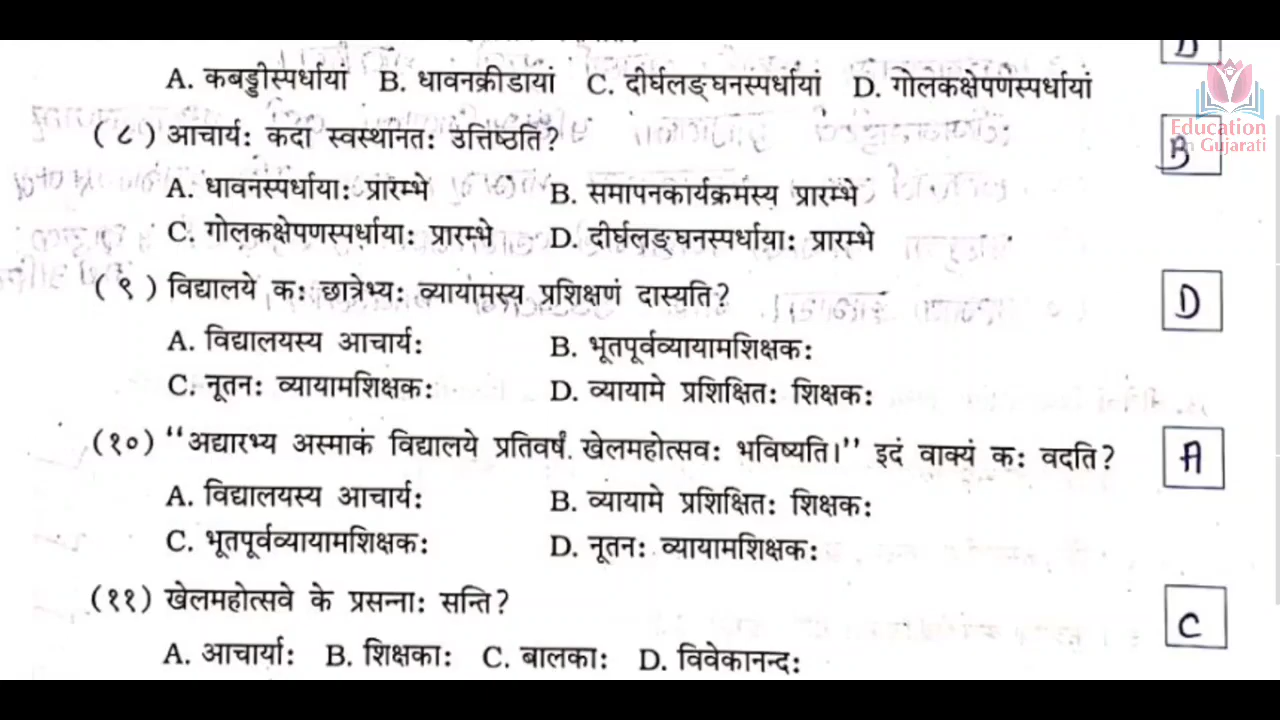 D
A. कबड्डीस्पर्धायां B. धावनक्रीडायां C. दीर्घलङ्घनस्पर्धायां D. गोलकक्षेपणस्पर्धायां
Education
in Gujarati
(८) आचार्यः कदा स्वस्थानतः उत्तिष्ठति?
B
A. धावनस्पर्धायाः प्रारम्भे B. समापनकार्यक्रमस्य प्रारम्भे
C. गोलकक्षेपणस्पर्धायाः प्रारम्भे D. दीर्घलङ्घनस्पर्धायाः प्रारम्भे
(९) विद्यालये कः छात्रेभ्यः व्यायामस्य प्रशिक्षणं दास्यति?
D
A. विद्यालयस्य आचार्यः B. भूतपूर्वव्यायामशिक्षकः
C. नूतनः व्यायामशिक्षकः D. व्यायामे प्रशिक्षितः शिक्षकः
(१०) “अद्यारभ्य अस्माकं विद्यालये प्रतिवर्षं खेलमहोत्सवः भविष्यति।” इदं वाक्यं कः वदति?
A
A. विद्यालयस्य आचार्यः B. व्यायामे प्रशिक्षितः शिक्षकः
C. भूतपूर्वव्यायामशिक्षकः D. नूतनः व्यायामशिक्षकः
(११) खेलमहोत्सवे के प्रसन्नाः सन्ति?
C
A. आचार्याः B. शिक्षकाः C. बालकाः D. विवेकानन्दः